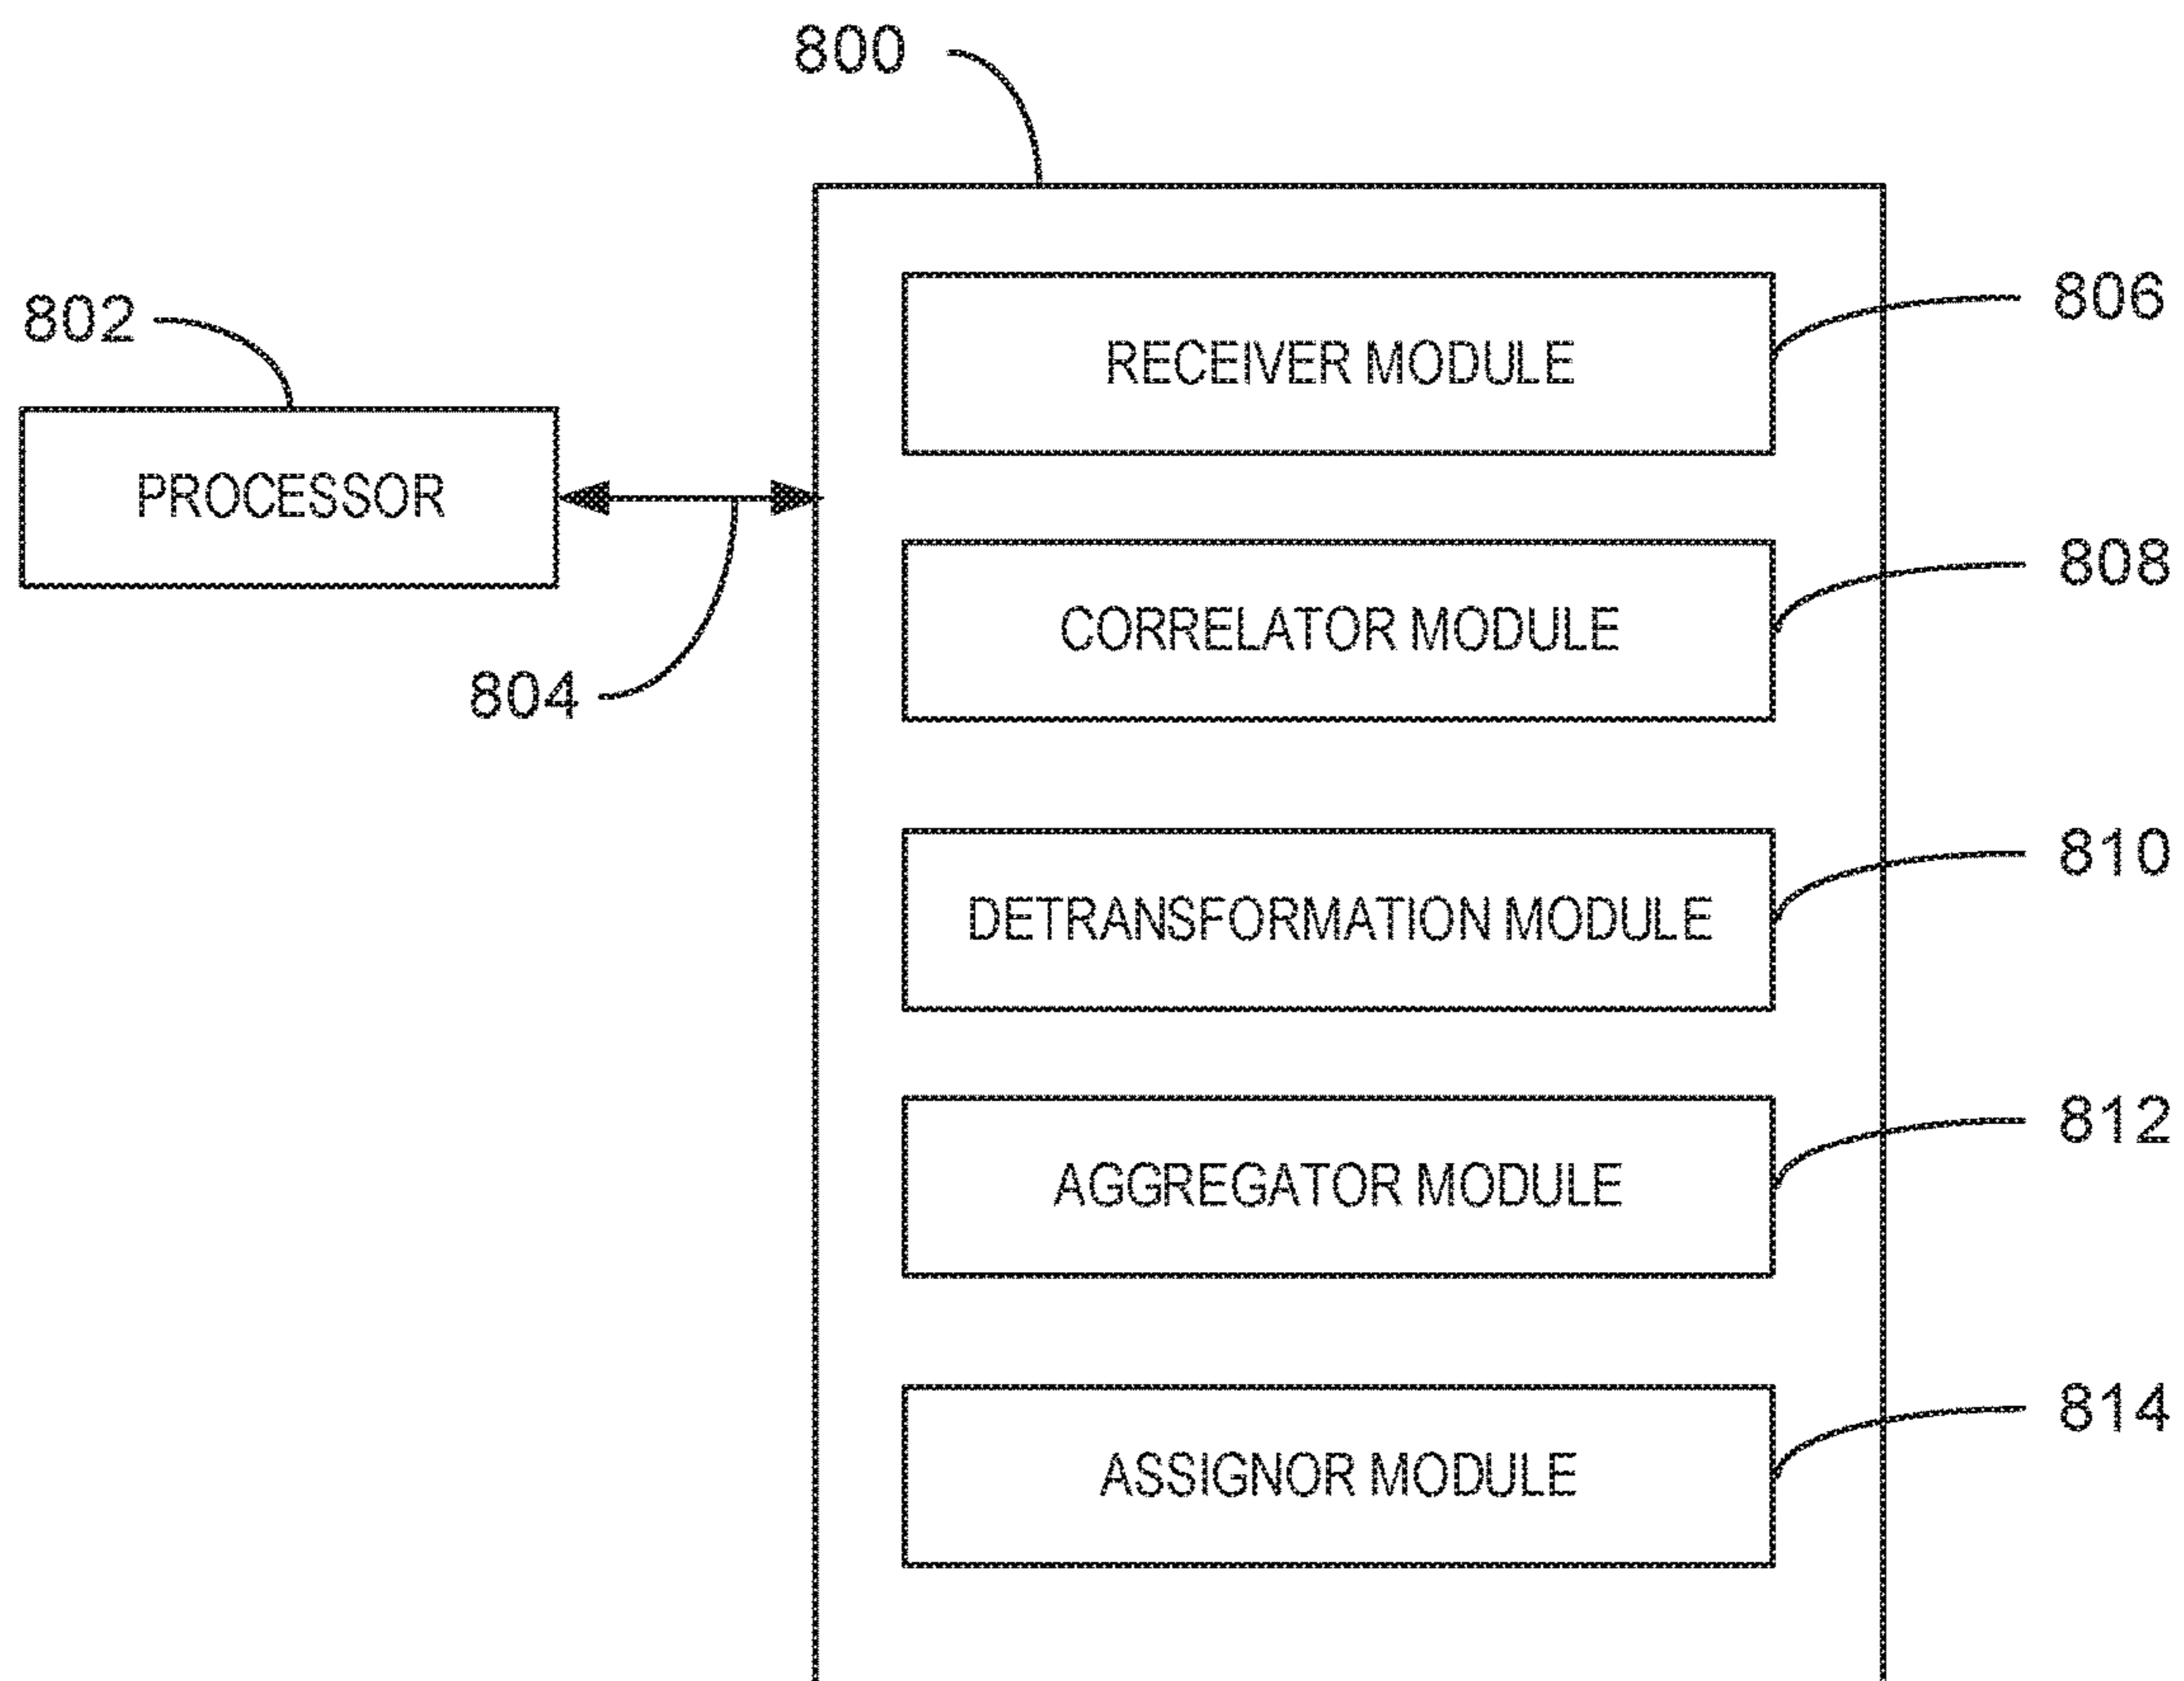 800
802
806
RECEIVER MODULE
PROCESSOR
808
CORRELATOR MODULE
804
810
DETRANSFORMATION MODULE
812
AGGREGATOR MODULE
814
ASSIGNOR MODULE